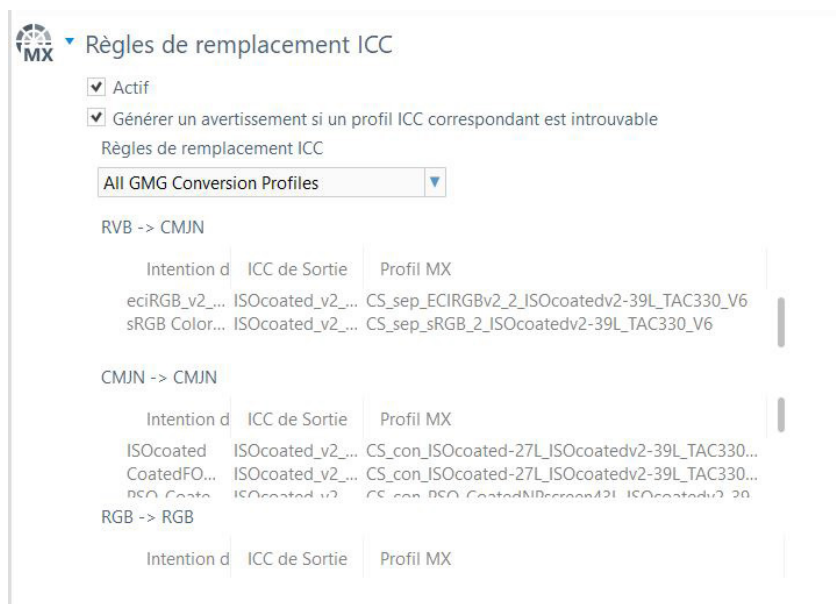 MX
Règles de remplacement ICC
Actif
Générer un avertissement si un profil ICC correspondant est introuvable
Règles de remplacement ICC
All GMG Conversion Profiles
RVB -> CMJN
Intention d ICC de Sortie Profil MX
eciRGB_v2_... ISOcoated_v2_... CS_sep_ECIRGBv2_2_ISOcoatedv2-39L_TAC330_V6
sRGB Color... ISOcoated_v2_... CS_sep_sRGB_2_ISOcoatedv2-39L_TAC330_V6
CMJN -> CMJN
Intention d ICC de Sortie Profil MX
ISOcoated ISOcoated_v2_... CS_con_ISOcoated-27L_ISOcoatedv2-39L_TAC330...
CoatedFO... ISOcoated_v2_... CS_con_ISOcoated-27L_ISOcoatedv2-39L_TAC330...
PSO_Coate... ISOcoated_v2_... CS_con_PSO_CoatedNPscreen43L_ISOcoatedv2_39...
RGB -> RGB
Intention d ICC de Sortie Profil MX